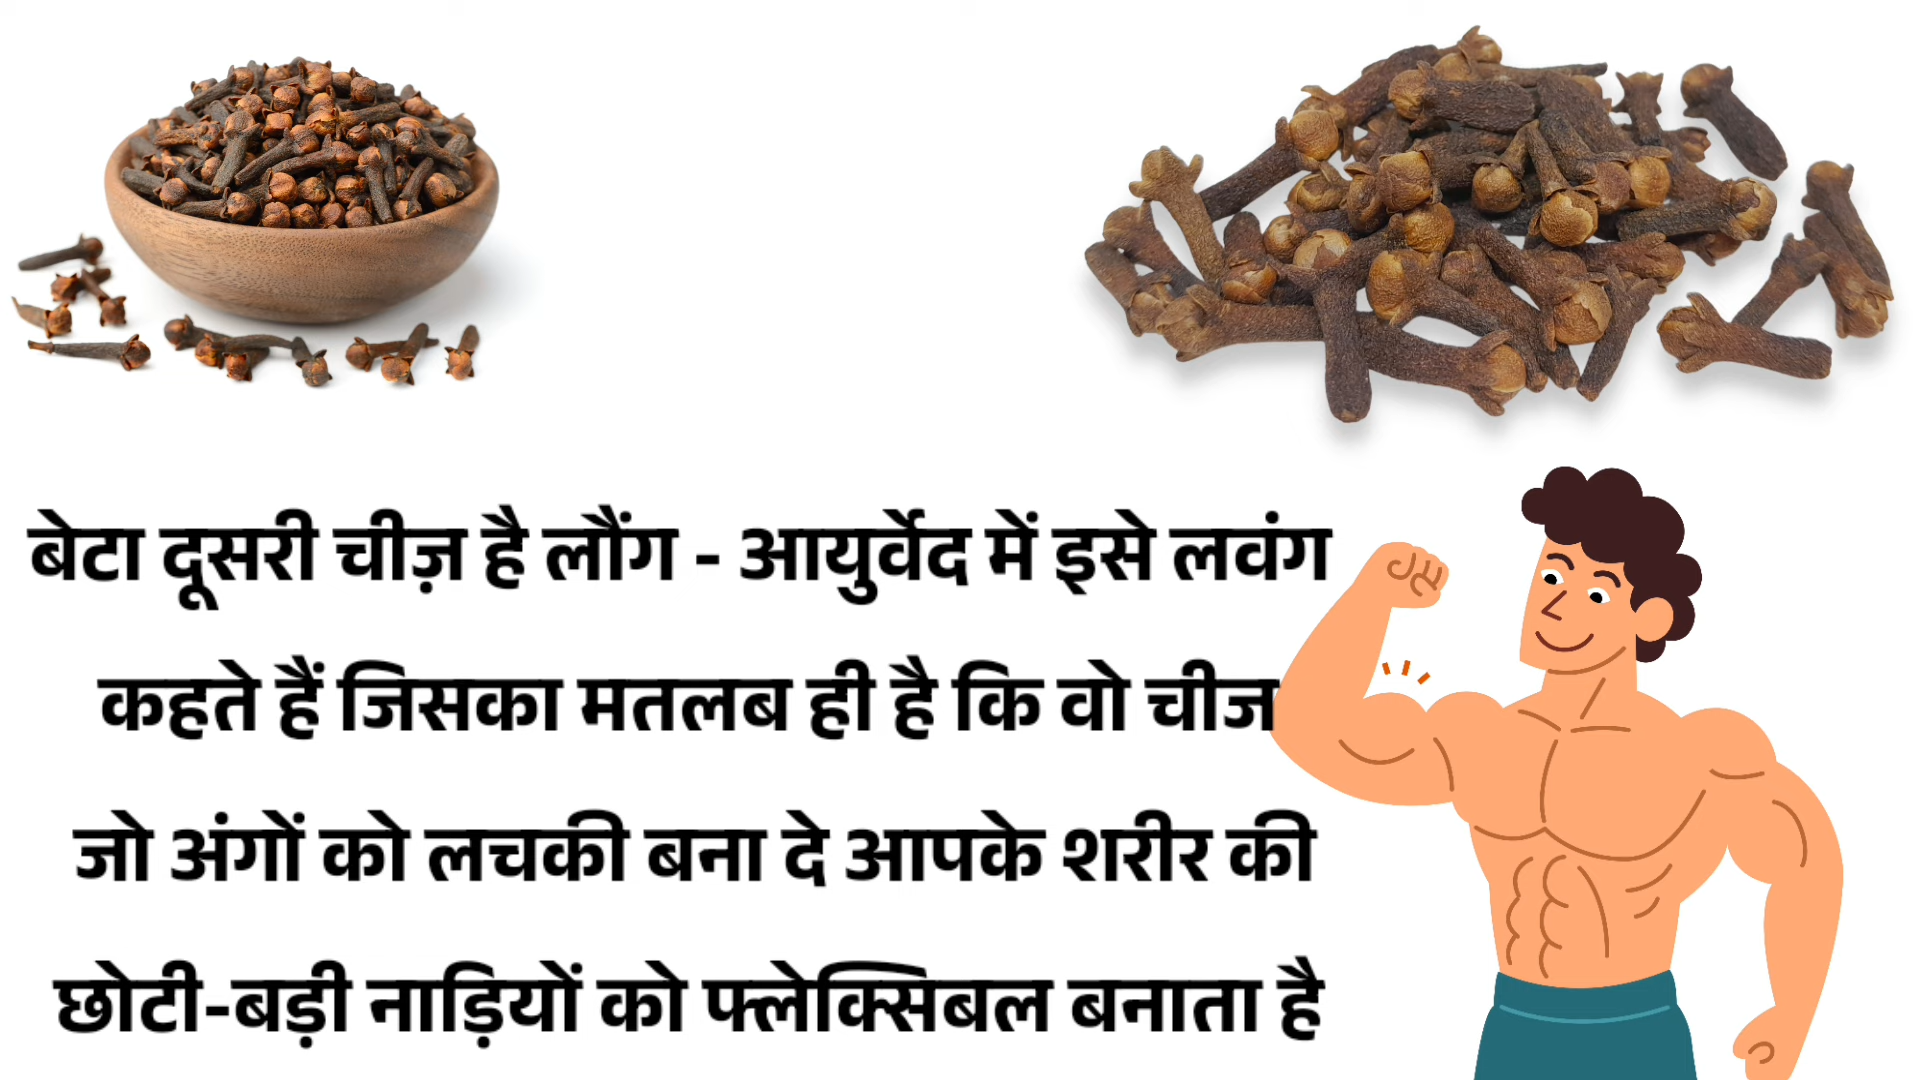 बेटा दूसरी चीज़ है लौंग - आयुर्वेद में इसे लवंग
कहते हैं जिसका मतलब ही है कि वो चीज
जो अंगों को लचकी बना दे आपके शरीर की
छोटी-बड़ी नाड़ियों को फ्लेक्सिबल बनाता है